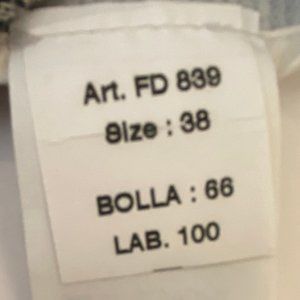 Art. FD 839
Size : 38
BOLLA : 66
LAB. 100